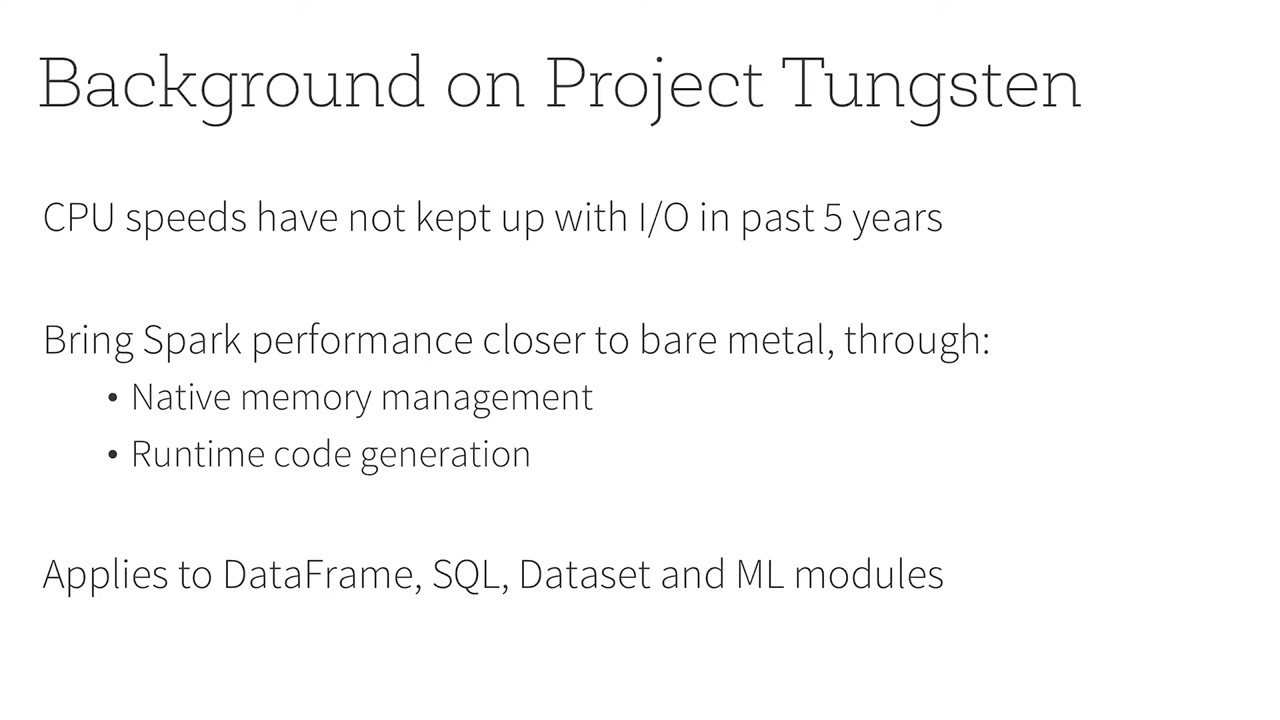 Background on Project Tungsten
CPU speeds have not kept up with I/O in past 5 years
Bring Spark performance closer to bare metal, through:
• Native memory management
• Runtime code generation
Applies to DataFrame, SQL, Dataset and ML modules